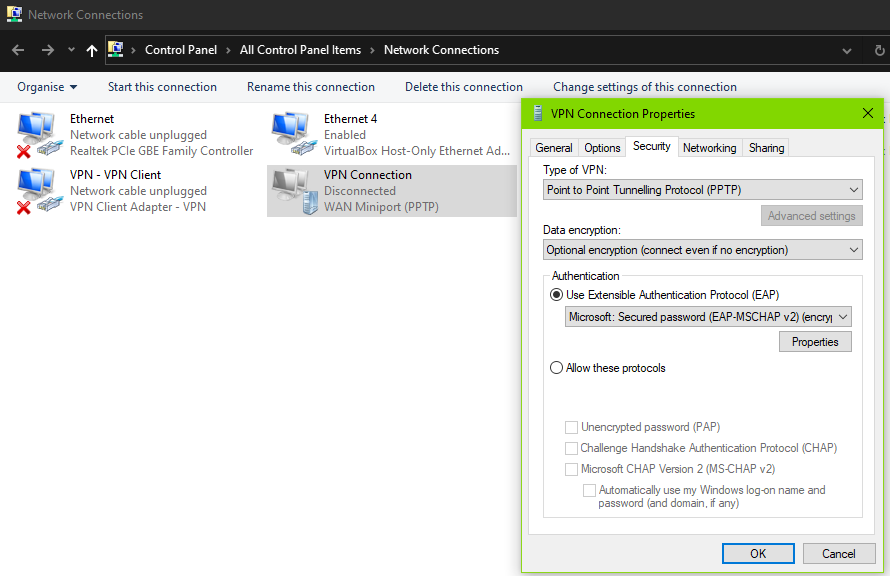 Network Connections
Control Panel › All Control Panel Items › Network Connections
Organise
Start this connection
Rename this connection
Delete this connection
Change settings of this connection
Ethernet
Network cable unplugged
Realtek PCIe GBE Family Controller
Ethernet 4
Enabled
VirtualBox Host-Only Ethernet Ad...
VPN - VPN Client
Network cable unplugged
VPN Client Adapter - VPN
VPN Connection
Disconnected
WAN Miniport (PPTP)
VPN Connection Properties
General
Options
Security
Networking
Sharing
Type of VPN:
Point to Point Tunnelling Protocol (PPTP)
Advanced settings
Data encryption:
Optional encryption (connect even if no encryption)
Authentication
Use Extensible Authentication Protocol (EAP)
Microsoft: Secured password (EAP-MSCHAP v2) (encryp
Properties
Allow these protocols
Unencrypted password (PAP)
Challenge Handshake Authentication Protocol (CHAP)
Microsoft CHAP Version 2 (MS-CHAP v2)
Automatically use my Windows log-on name and
password (and domain, if any)
OK
Cancel